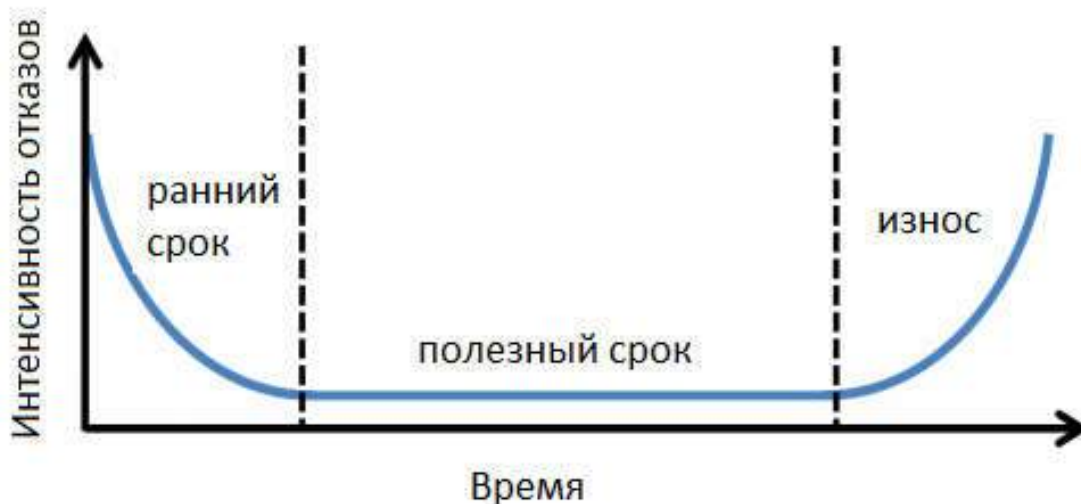 Интенсивность отказов
ранний
срок
полезный срок
износ
Время